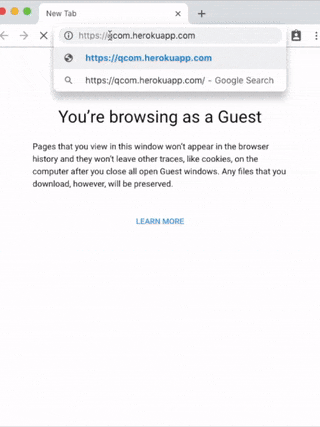 New Tab
https://qcom.herokuapp.com
https://qcom.herokuapp.com
https://qcom.herokuapp.com/ - Google Search
You're browsing as a Guest
Pages that you view in this window won't appear in the browser
history and they won't leave other traces, like cookies, on the
computer after you close all open Guest windows. Any files that you
download, however, will be preserved.
LEARN MORE